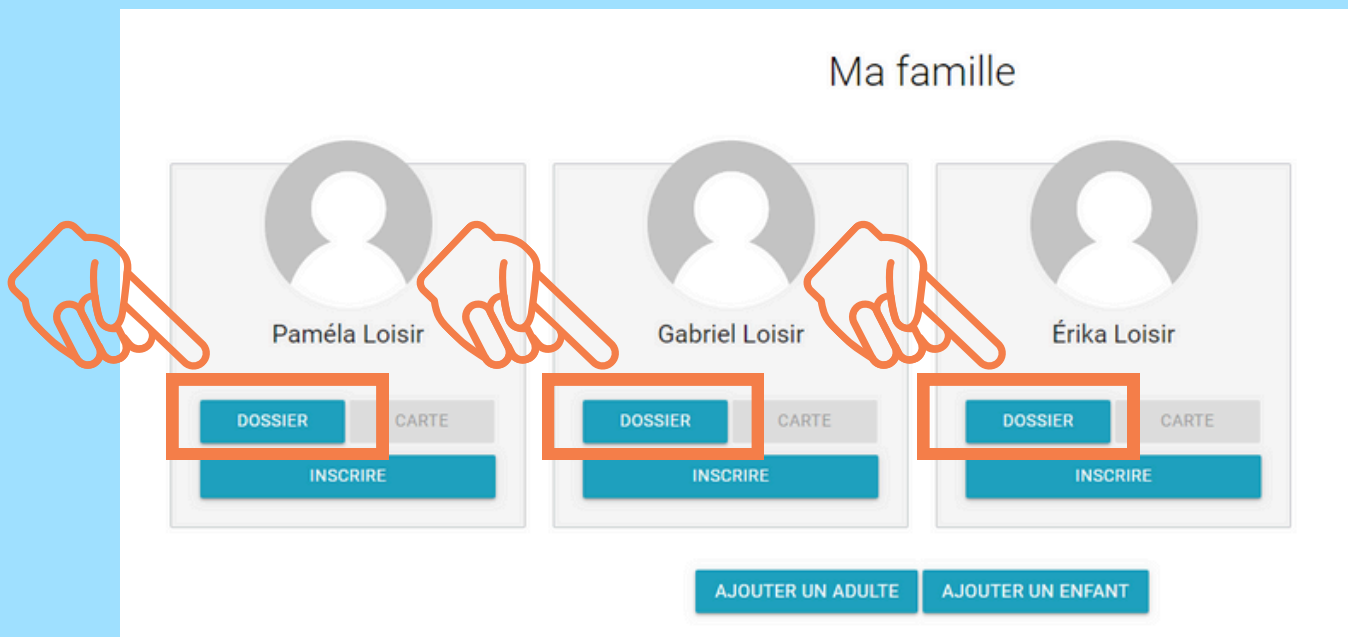 Ma famille
Paméla Loisir
Gabriel Loisir
Érika Loisir
DOSSIER CARTE
DOSSIER CARTE
DOSSIER CARTE
INSCRIRE
INSCRIRE
INSCRIRE
AJOUTER UN ADULTE
AJOUTER UN ENFANT